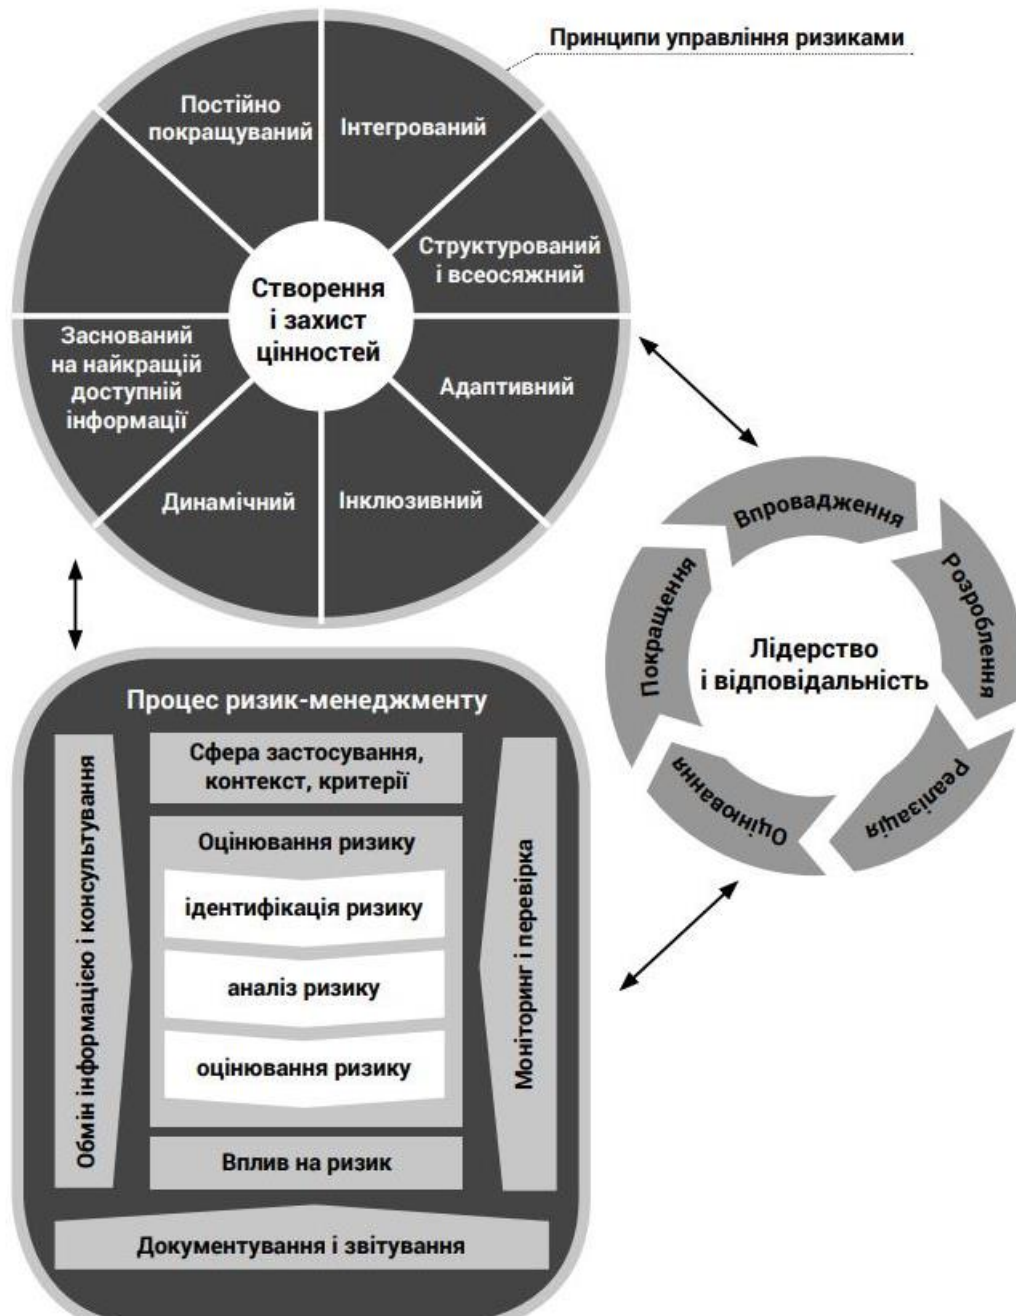 Принципи управління ризиками
Постійно
покращуваний
Інтегрований
Структурований
і всеосяжний
Створення
і захист
цінностей
Заснований
на найкращій
доступній
інформації
Адаптивний
Динамічний
Інклюзивний
Впровадження
Розроблення
Реалізація
Оцінювання
Покращення
Лідерство
і відповідальність
Процес ризик-менеджменту
Обмін інформацією і консультування
Сфера застосування,
контекст, критерії
Оцінювання ризику
ідентифікація ризику
аналіз ризику
оцінювання ризику
Вплив на ризик
Моніторинг і перевірка
Документування і звітування